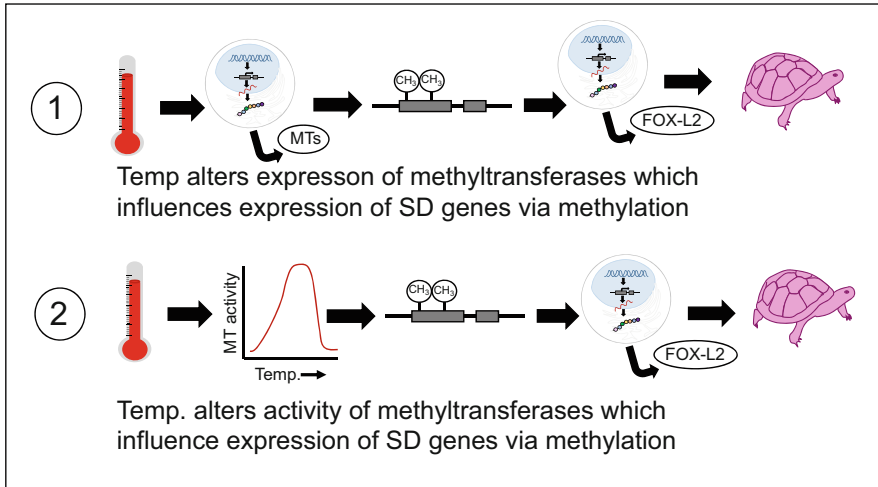 1
CH3 CH3
MTs
FOX-L2
Temp alters expresson of methyltransferases which
influences expression of SD genes via methylation
2
MT activity
Temp.
CH3 CH3
FOX-L2
Temp. alters activity of methyltransferases which
influence expression of SD genes via methylation